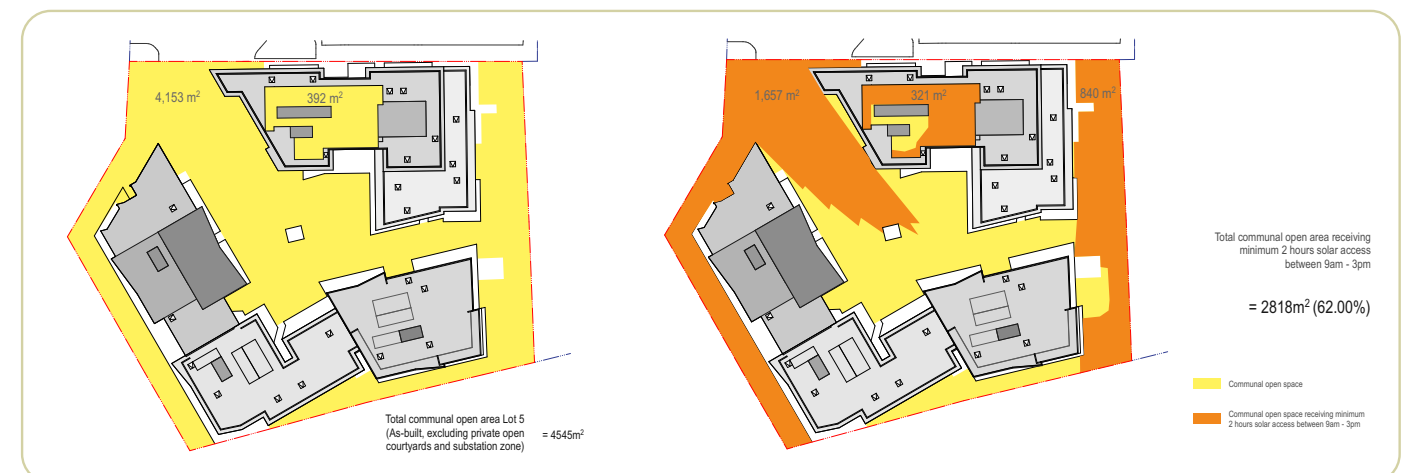 4,153 m²
392 m²
Total communal open area Lot 5
(As-built, excluding private open
courtyards and substation zone)
= 4545m²
1,657 m²
321 m²
840 m²
Total communal open area receiving
minimum 2 hours solar access
between 9am - 3pm
= 2818m² (62.00%)
Communal open space
Communal open space receiving minimum
2 hours solar access between 9am - 3pm